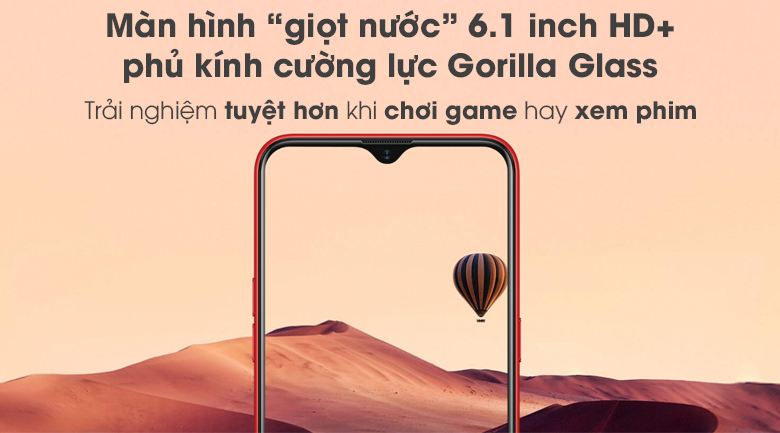 Màn hình “giọt nước” 6.1 inch HD+
phủ kính cường lực Gorilla Glass
Trải nghiệm tuyệt hơn khi chơi game hay xem phim